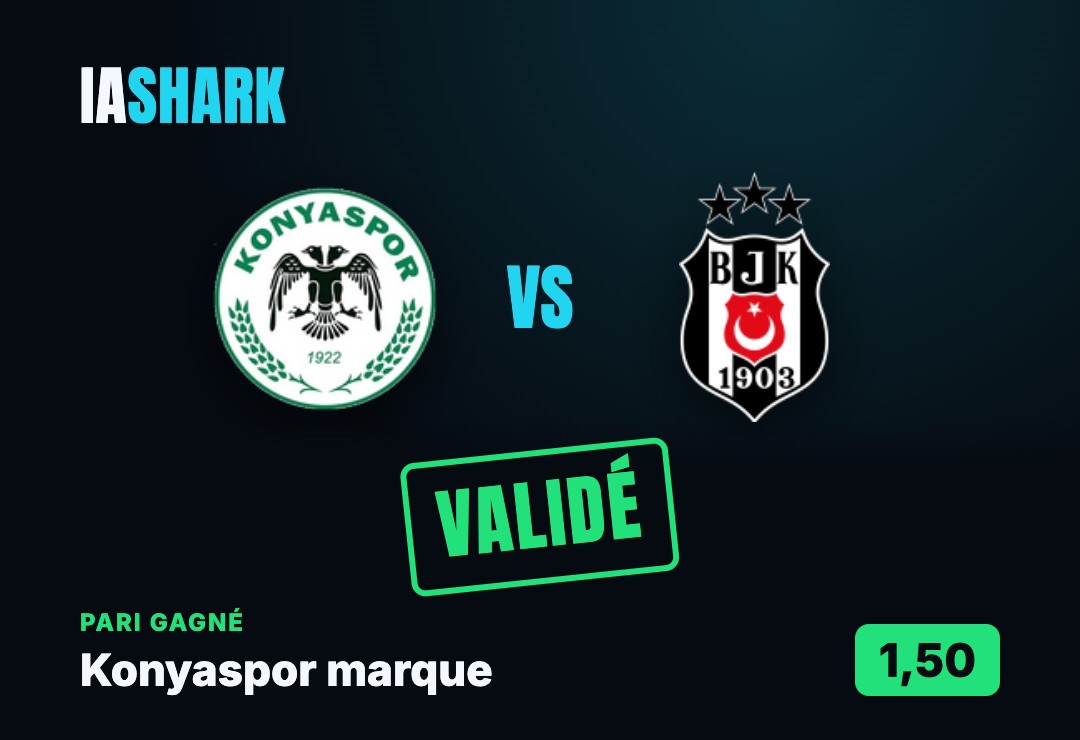 IASHARK
KONYASPOR
1922
VS
BJK
1903
VALIDÉ
PARI GAGNÉ
Konyaspor marque
1,50